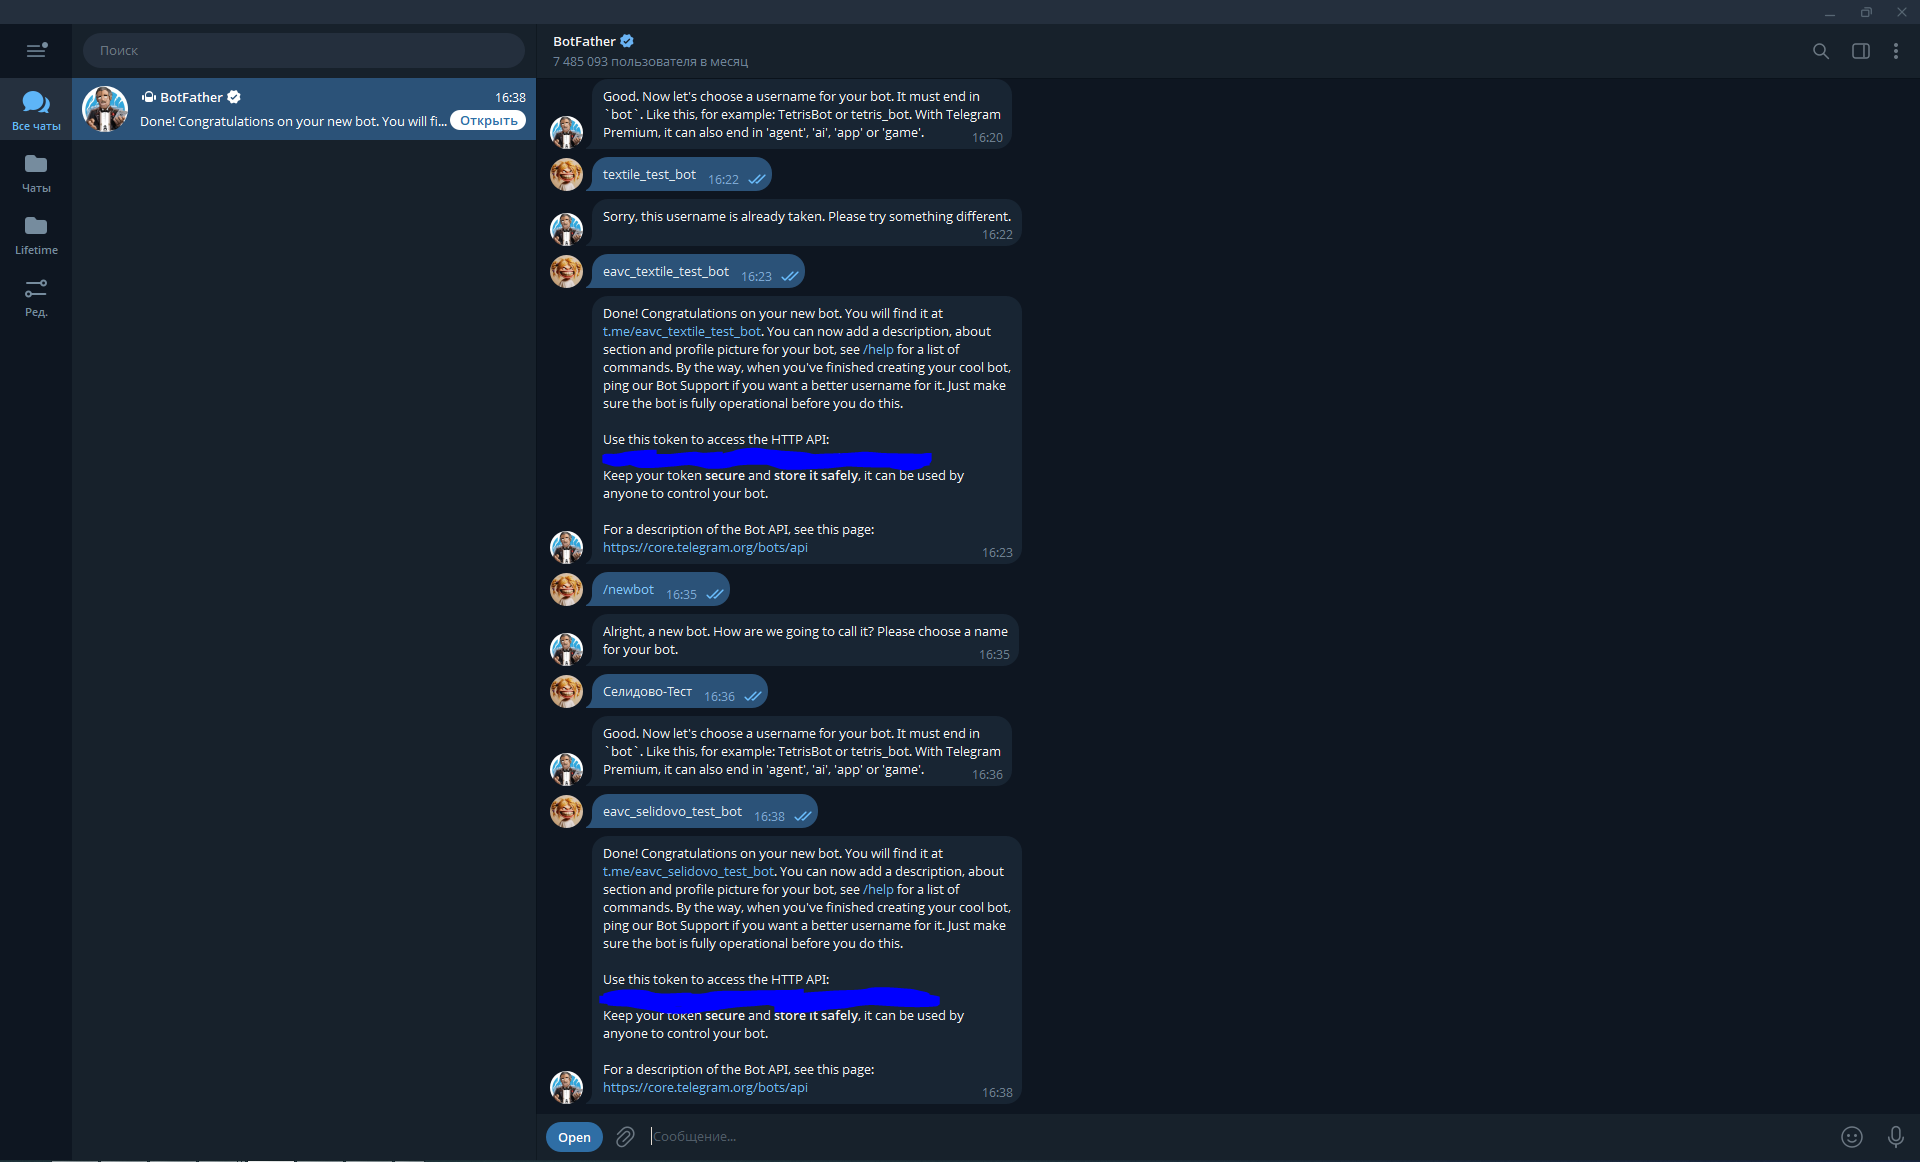 Поиск
Все чаты
Чаты
Lifetime
Ред.
BotFather
16:38
Done! Congratulations on your new bot. You will fi...
Открыть
BotFather
7 485 093 пользователя в месяц
Good. Now let's choose a username for your bot. It must end in
`bot`. Like this, for example: TetrisBot or tetris_bot. With Telegram
Premium, it can also end in 'agent', 'ai', 'app' or 'game'.
16:20
textile_test_bot
16:22
Sorry, this username is already taken. Please try something different.
16:22
eavc_textile_test_bot
16:23
Done! Congratulations on your new bot. You will find it at
t.me/eavc_textile_test_bot. You can now add a description, about
section and profile picture for your bot, see /help for a list of
commands. By the way, when you've finished creating your cool bot,
ping our Bot Support if you want a better username for it. Just make
sure the bot is fully operational before you do this.
Use this token to access the HTTP API:
Keep your token secure and store it safely, it can be used by
anyone to control your bot.
For a description of the Bot API, see this page:
https://core.telegram.org/bots/api
16:23
/newbot
16:35
Alright, a new bot. How are we going to call it? Please choose a name
for your bot.
16:35
Селидово-Тест
16:36
Good. Now let's choose a username for your bot. It must end in
`bot`. Like this, for example: TetrisBot or tetris_bot. With Telegram
Premium, it can also end in 'agent', 'ai', 'app' or 'game'.
16:36
eavc_selidovo_test_bot
16:38
Done! Congratulations on your new bot. You will find it at
t.me/eavc_selidovo_test_bot. You can now add a description, about
section and profile picture for your bot, see /help for a list of
commands. By the way, when you've finished creating your cool bot,
ping our Bot Support if you want a better username for it. Just make
sure the bot is fully operational before you do this.
Use this token to access the HTTP API:
Keep your token secure and store it safely, it can be used by
anyone to control your bot.
For a description of the Bot API, see this page:
https://core.telegram.org/bots/api
16:38
Open
Сообщение...